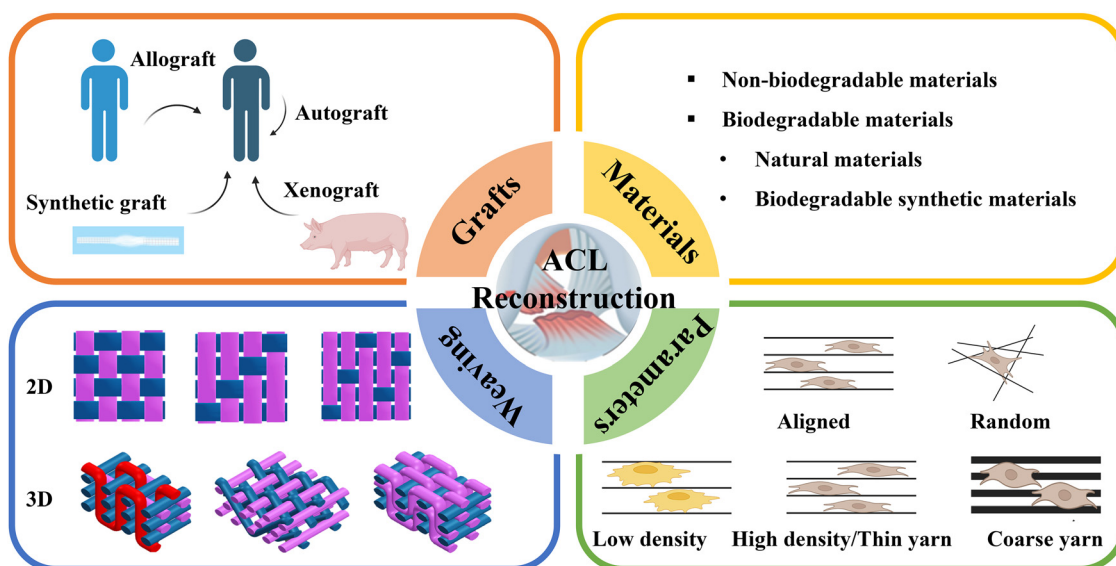 Allograft
Autograft
Synthetic graft
Xenograft
Grafts
▪ Non-biodegradable materials
▪ Biodegradable materials
• Natural materials
• Biodegradable synthetic materials
Materials
ACL
Reconstruction
Weaving
2D
3D
Parameters
Aligned
Random
Low density
High density/Thin yarn
Coarse yarn